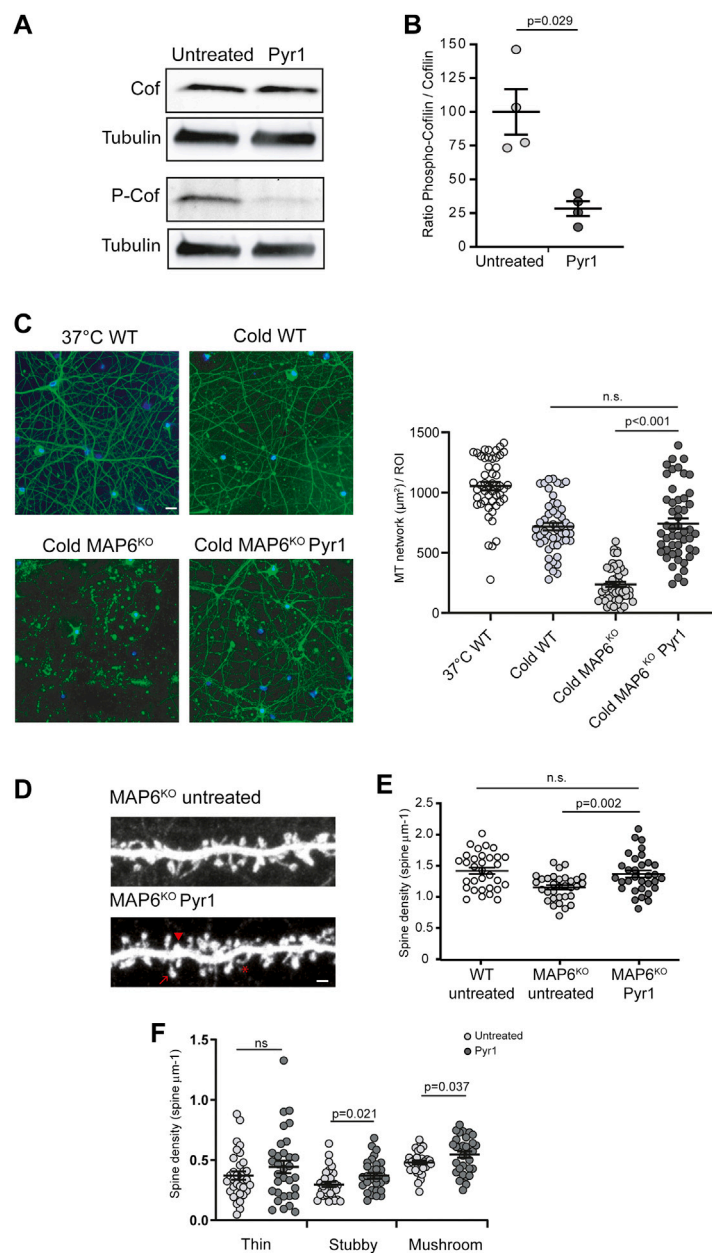 A
Untreated Pyr1
Cof
Tubulin
P-Cof
Tubulin
B
p=0.029
Ratio Phospho-Cofilin / Cofilin
150
125
100
75
50
25
0
Untreated Pyr1
C
37°C WT
Cold WT
Cold MAP6KO
Cold MAP6KO Pyr1
n.s.
p<0.001
MT network (µm²)/ ROI
1500
1000
500
0
37°C WT
Cold WT
Cold MAP6KO
Cold MAP6KO Pyr1
D
MAP6KO untreated
MAP6KO Pyr1
*
E
n.s.
p=0.002
Spine density (spine µm-1)
2.5
2.0
1.5
1.0
0.5
0
WT untreated
MAP6KO untreated
MAP6KO Pyr1
F
Untreated
Pyr1
ns
p=0.021
p=0.037
Spine density (spine µm-1)
1.5
1.0
0.5
0.0
Thin Stubby Mushroom